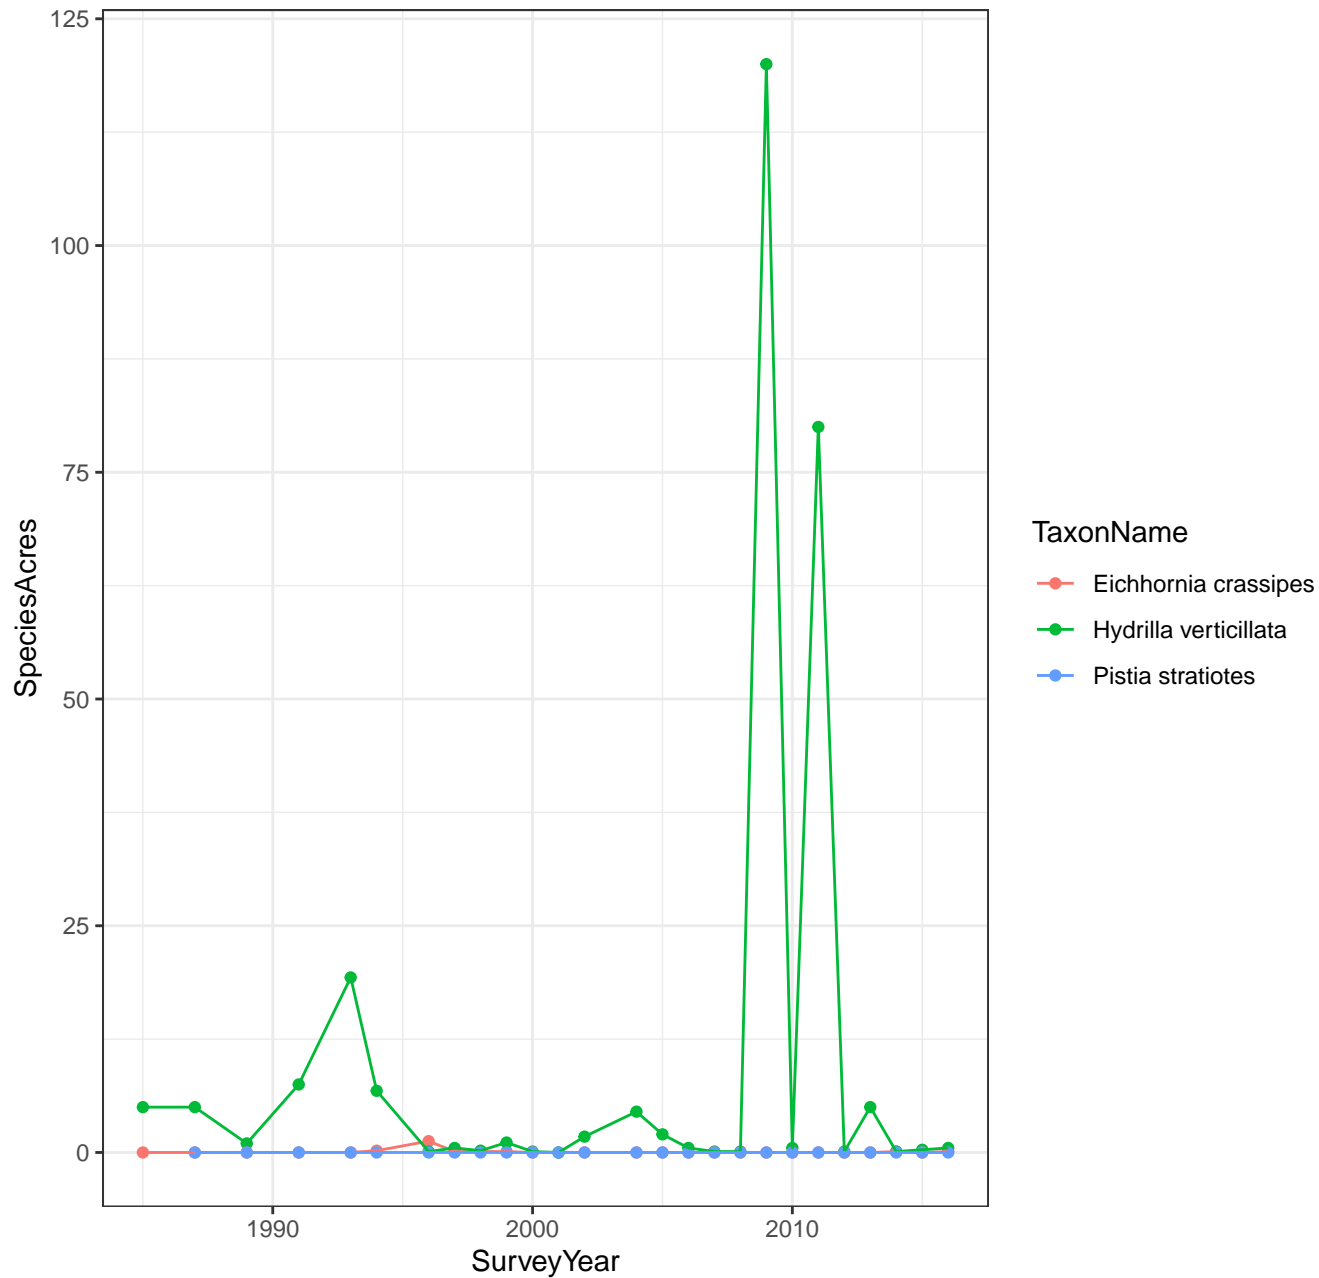 125
100
75
50
25
0
SpeciesAcres
1990
2000
2010
SurveyYear
TaxonName
Eichhornia crassipes
Hydrilla verticillata
Pistia stratiotes